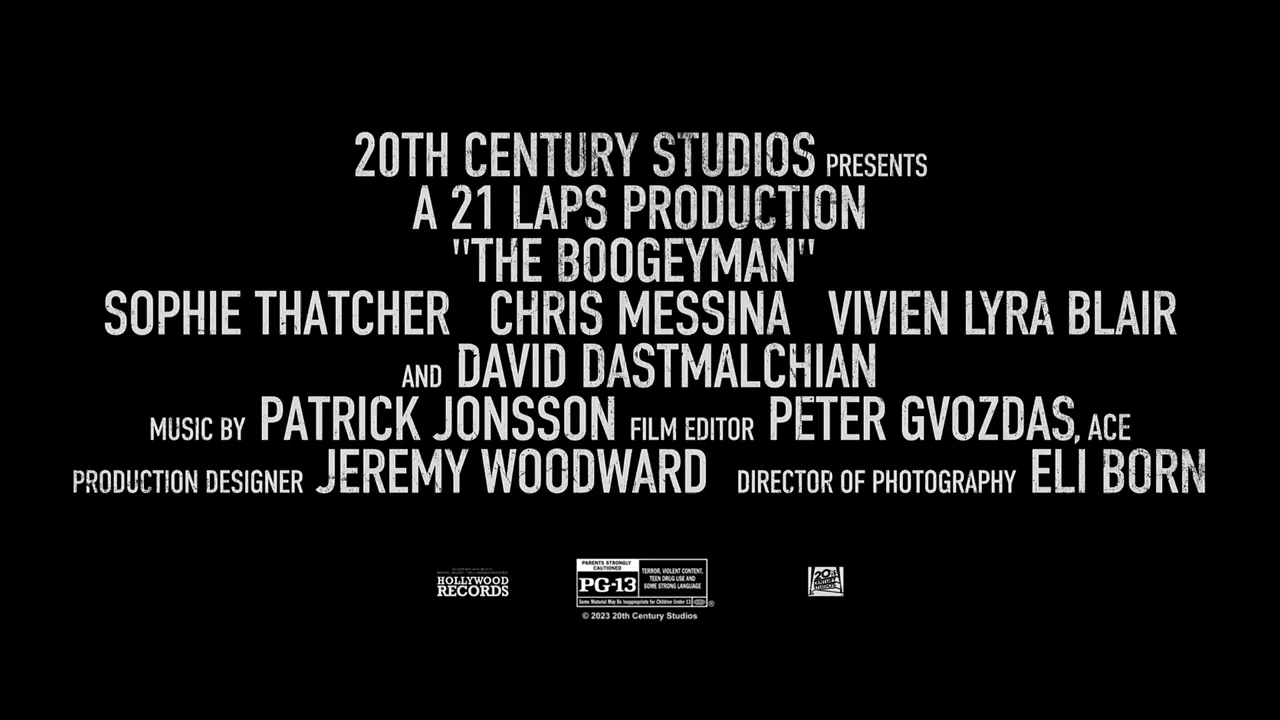 20TH CENTURY STUDIOS PRESENTS
A 21 LAPS PRODUCTION
"THE BOOGEYMAN"
SOPHIE THATCHER CHRIS MESSINA VIVIEN LYRA BLAIR
AND DAVID DASTMALCHIAN
MUSIC BY PATRICK JONSSON FILM EDITOR PETER GVOZDAS, ACE
PRODUCTION DESIGNER JEREMY WOODWARD DIRECTOR OF PHOTOGRAPHY ELI BORN
HOLLYWOOD
RECORDS
PARENTS STRONGLY
CAUTIONED
PG-13
TERROR, VIOLENT CONTENT,
TEEN DRUG USE AND
SOME STRONG LANGUAGE
Some Material May Be Inappropriate for Children Under 13
®
© 2023 20th Century Studios
20TH
CENTURY
STUDIOS